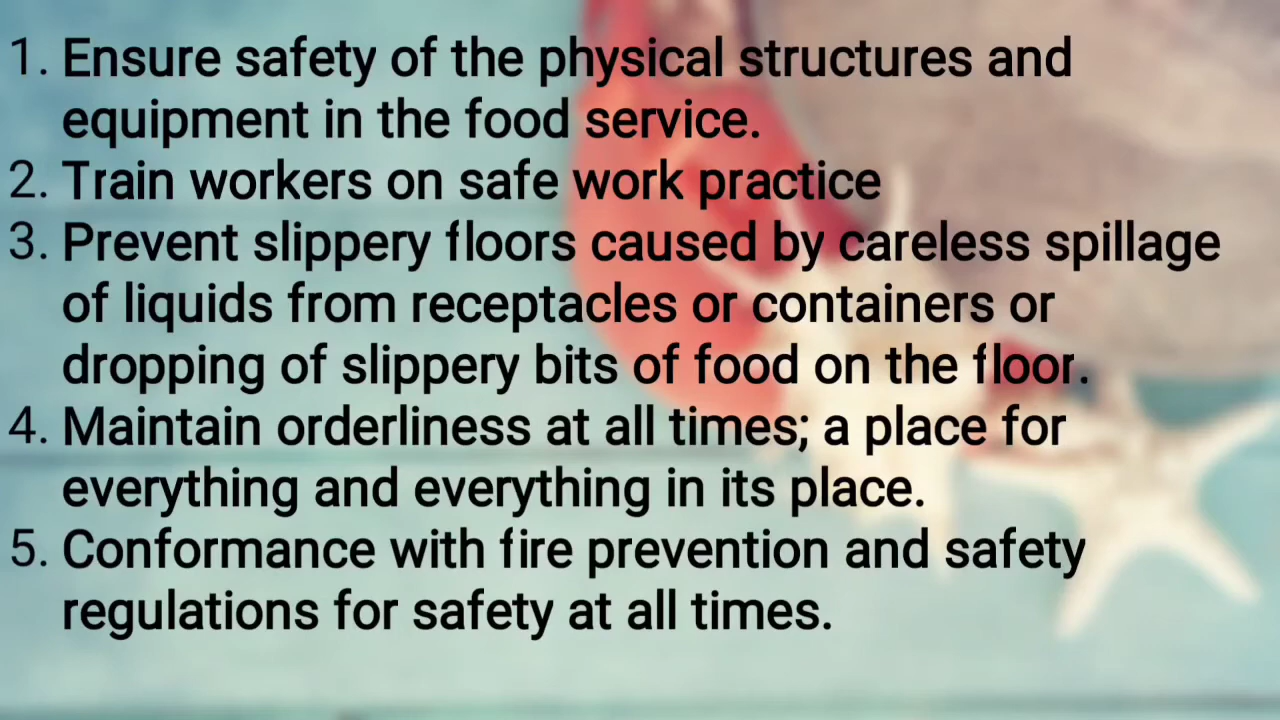 1. Ensure safety of the physical structures and
equipment in the food service.
2. Train workers on safe work practice
3. Prevent slippery floors caused by careless spillage
of liquids from receptacles or containers or
dropping of slippery bits of food on the floor.
4. Maintain orderliness at all times; a place for
everything and everything in its place.
5. Conformance with fire prevention and safety
regulations for safety at all times.